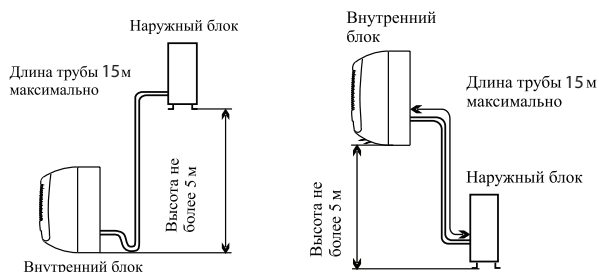 Наружный блок
Длина трубы 15 м
максимально
Высота не
более 5 м
Внутренний блок
Внутренний
блок
Длина трубы 15 м
максимально
Высота не
более 5 м
Наружный блок